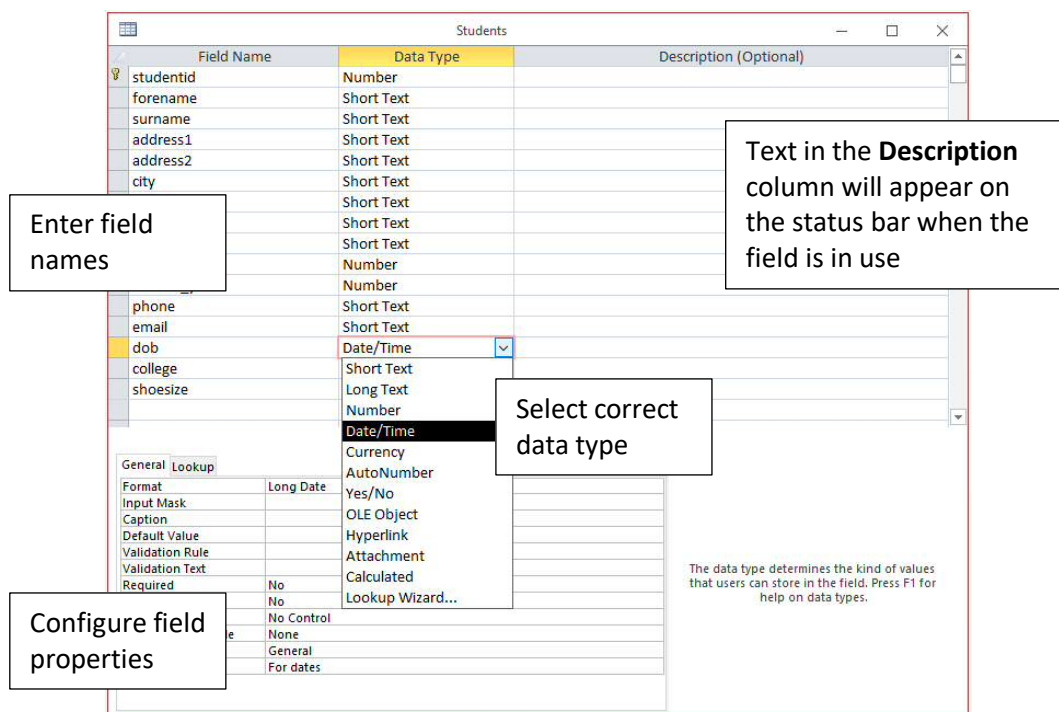 Students
Field Name Data Type Description (Optional)
studentid Number
forename Short Text
surname Short Text
address1 Short Text
address2 Short Text
city Short Text
Short Text
Short Text
Short Text
Number
Number
phone Short Text
email Short Text
dob Date/Time
college
shoesize
Short Text
Long Text
Number
Date/Time
Currency
AutoNumber
Yes/No
OLE Object
Hyperlink
Attachment
Calculated
Lookup Wizard...
Enter field
names
Text in the Description
column will appear on
the status bar when the
field is in use
Select correct
data type
General Lookup
Format Long Date
Input Mask
Caption
Default Value
Validation Rule
Validation Text
Required No
No
No Control
None
General
For dates
Configure field
properties
The data type determines the kind of values
that users can store in the field. Press F1 for
help on data types.